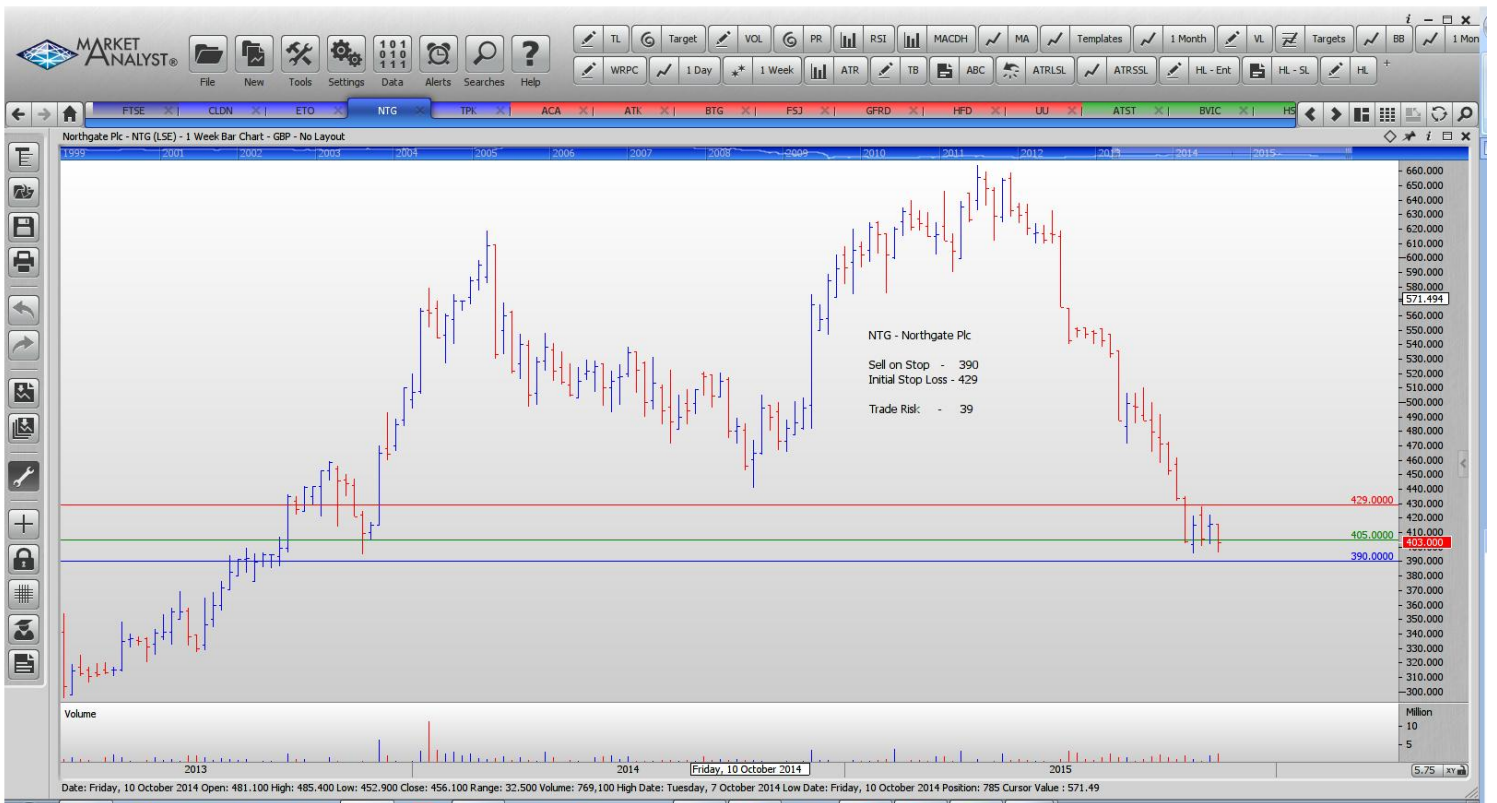 MARKET
ANALYST®
File New Tools Settings Data Alerts Searches Help
101
010
111
TL Target VOL PR RSI MACDH MA Templates 1 Month VL Targets BB 1 Mon
WRPC 1 Day 1 Week ATR TB ABC ATRLSL ATRSSL HL - Ent HL - SL HL
FTSE CLDN ETO NTG TPK ACA ATK BTG FSJ GFRD HFD UU ATST BVIC HS
Northgate Plc - NTG (LSE) - 1 Week Bar Chart - GBP - No Layout
1999 2001 2002 2003 2004 2005 2006 2007 2008 2009 2010 2011 2012 2013 2014 2015
660.000
650.000
640.000
630.000
620.000
610.000
600.000
590.000
580.000
571.494
560.000
550.000
540.000
530.000
520.000
510.000
500.000
490.000
480.000
470.000
460.000
450.000
440.000
430.000
420.000
410.000
403.000
390.000
380.000
370.000
360.000
350.000
340.000
330.000
320.000
310.000
300.000
NTG - Northgate Plc
Sell on Stop - 390
Initial Stop Loss - 429
Trade Risk - 39
429.0000
405.0000
390.0000
Volume
Million
10
5
2013 2014 Friday, 10 October 2014 2015
5.75 XY
Date: Friday, 10 October 2014 Open: 481.100 High: 485.400 Low: 452.900 Close: 456.100 Range: 32.500 Volume: 769,100 High Date: Tuesday, 7 October 2014 Low Date: Friday, 10 October 2014 Position: 785 Cursor Value : 571.49